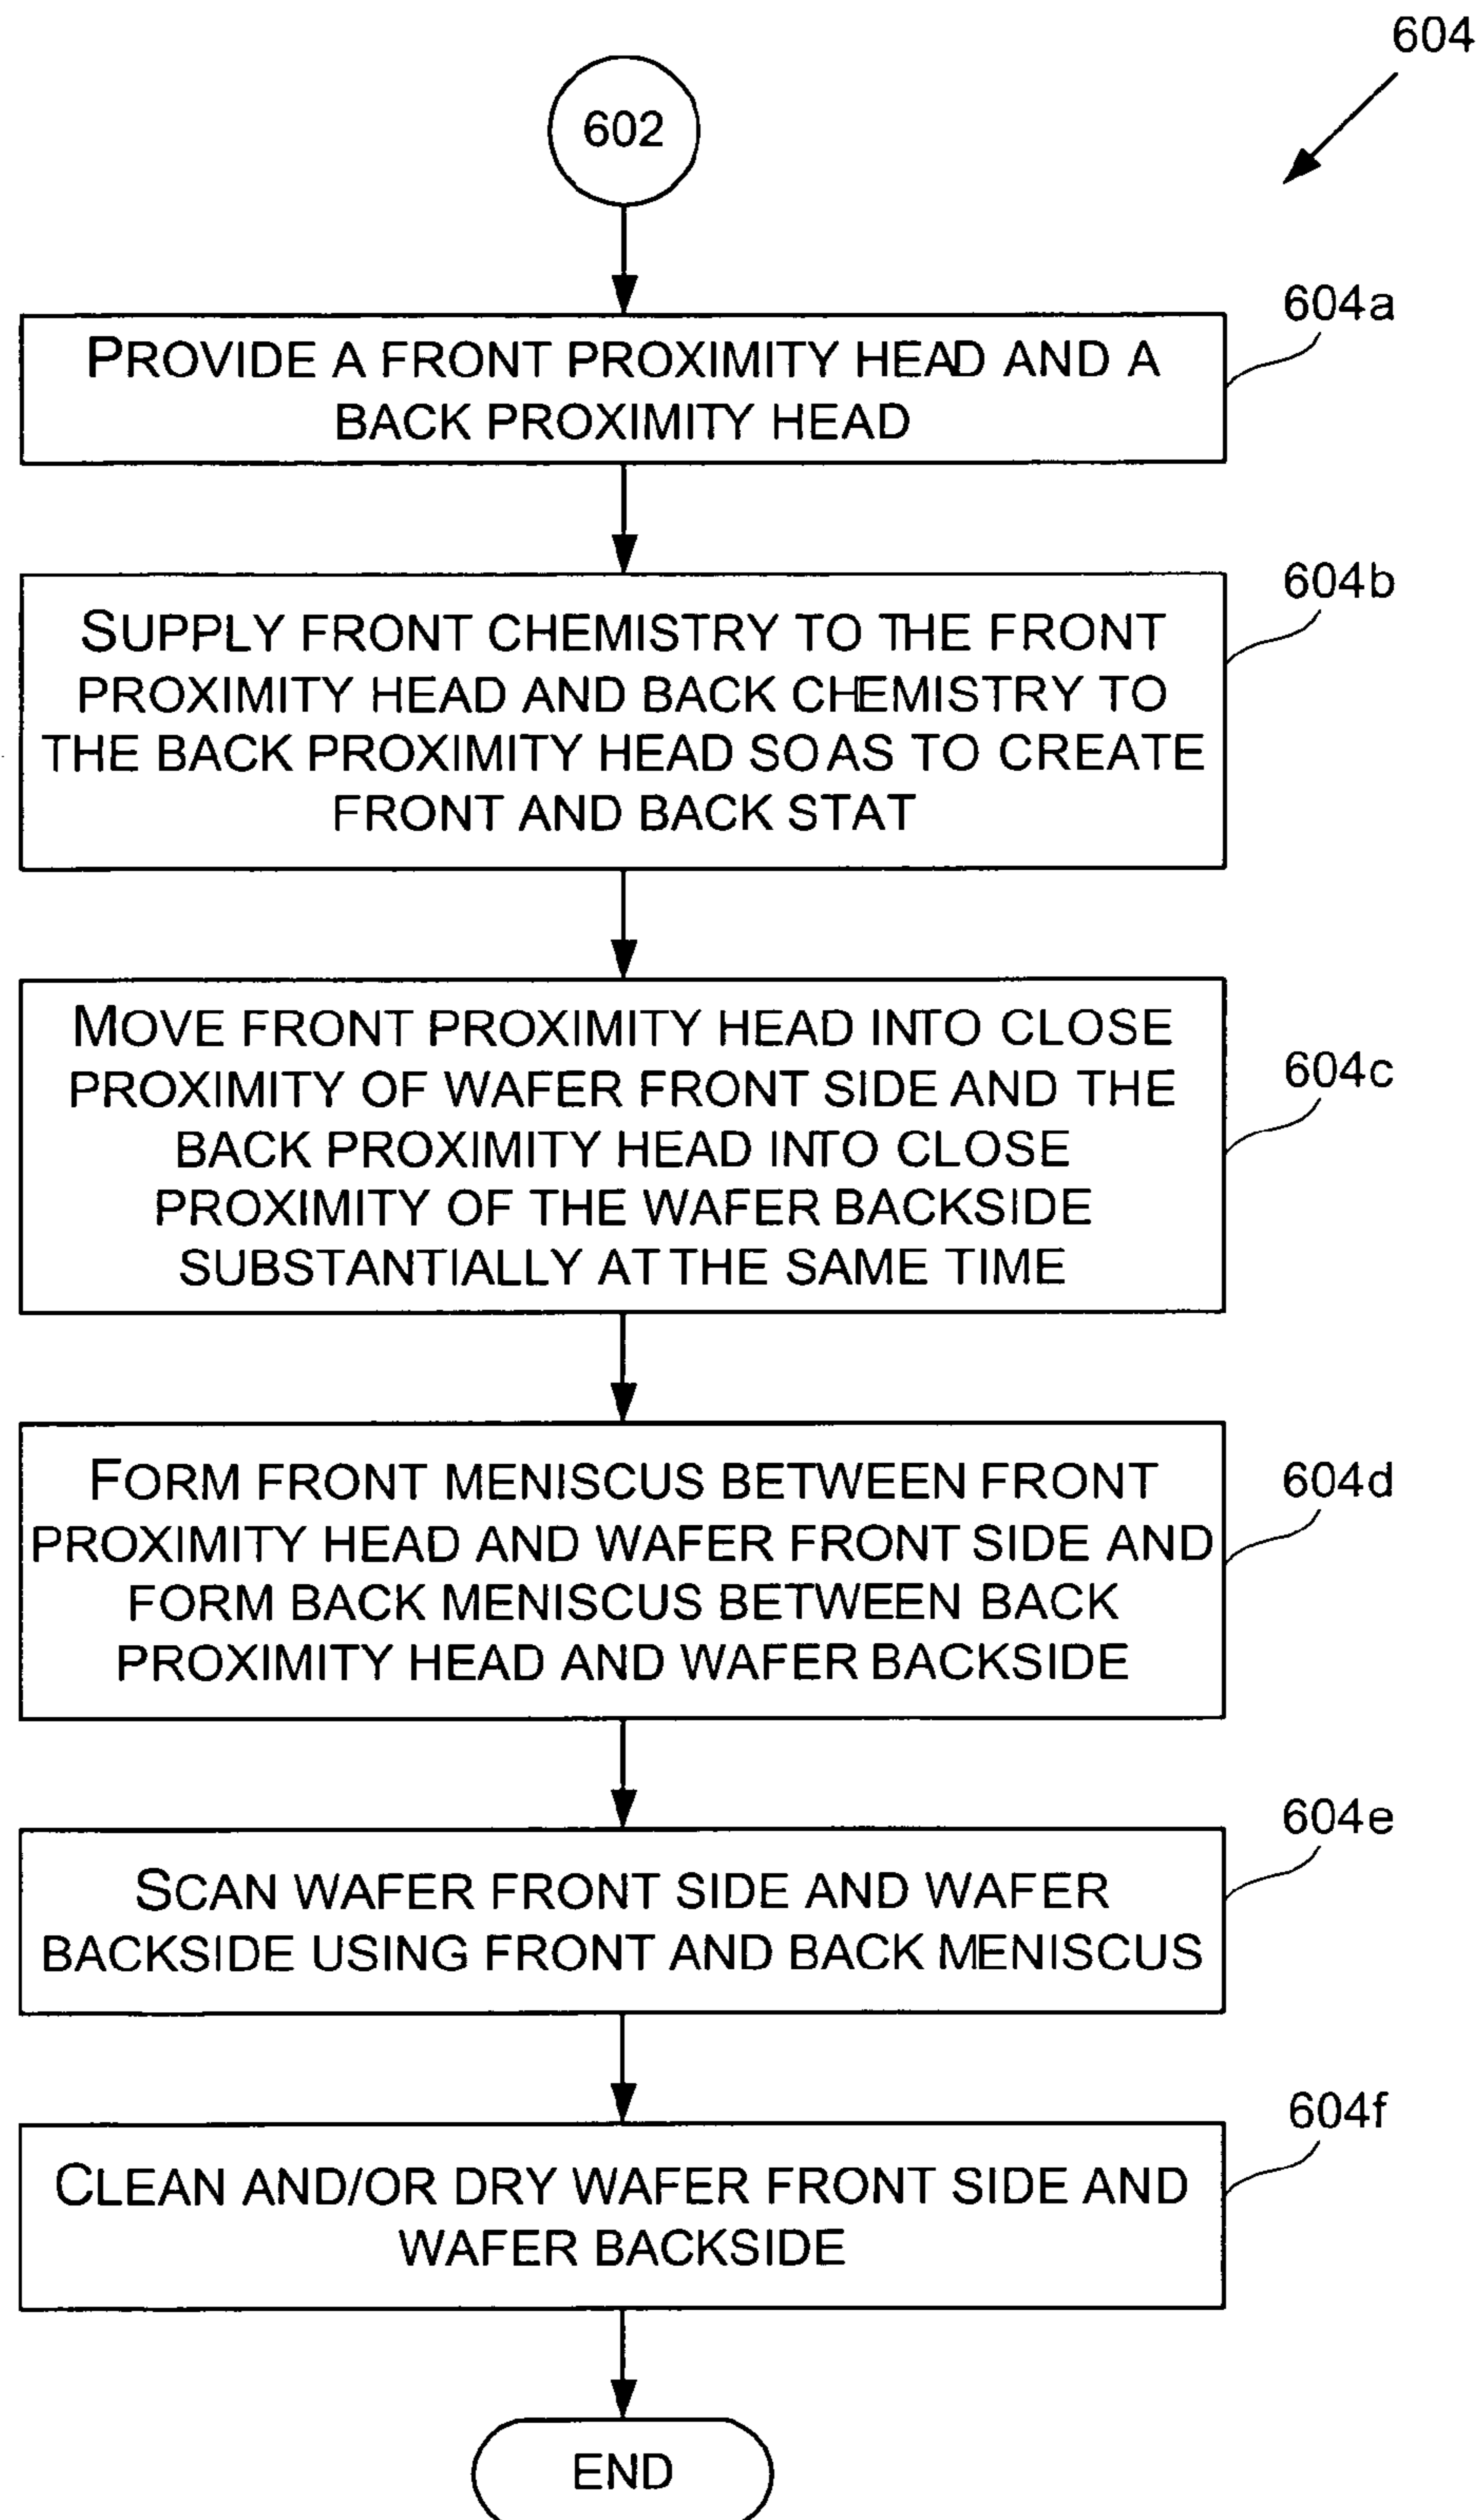 604
602
604a
PROVIDE A FRONT PROXIMITY HEAD AND A
BACK PROXIMITY HEAD
604b
SUPPLY FRONT CHEMISTRY TO THE FRONT
PROXIMITY HEAD AND BACK CHEMISTRY TO
THE BACK PROXIMITY HEAD SO AS TO CREATE
FRONT AND BACK STAT
604c
MOVE FRONT PROXIMITY HEAD INTO CLOSE
PROXIMITY OF WAFER FRONT SIDE AND THE
BACK PROXIMITY HEAD INTO CLOSE
PROXIMITY OF THE WAFER BACKSIDE
SUBSTANTIALLY AT THE SAME TIME
604d
FORM FRONT MENISCUS BETWEEN FRONT
PROXIMITY HEAD AND WAFER FRONT SIDE AND
FORM BACK MENISCUS BETWEEN BACK
PROXIMITY HEAD AND WAFER BACKSIDE
604e
SCAN WAFER FRONT SIDE AND WAFER
BACKSIDE USING FRONT AND BACK MENISCUS
604f
CLEAN AND/OR DRY WAFER FRONT SIDE AND
WAFER BACKSIDE
END